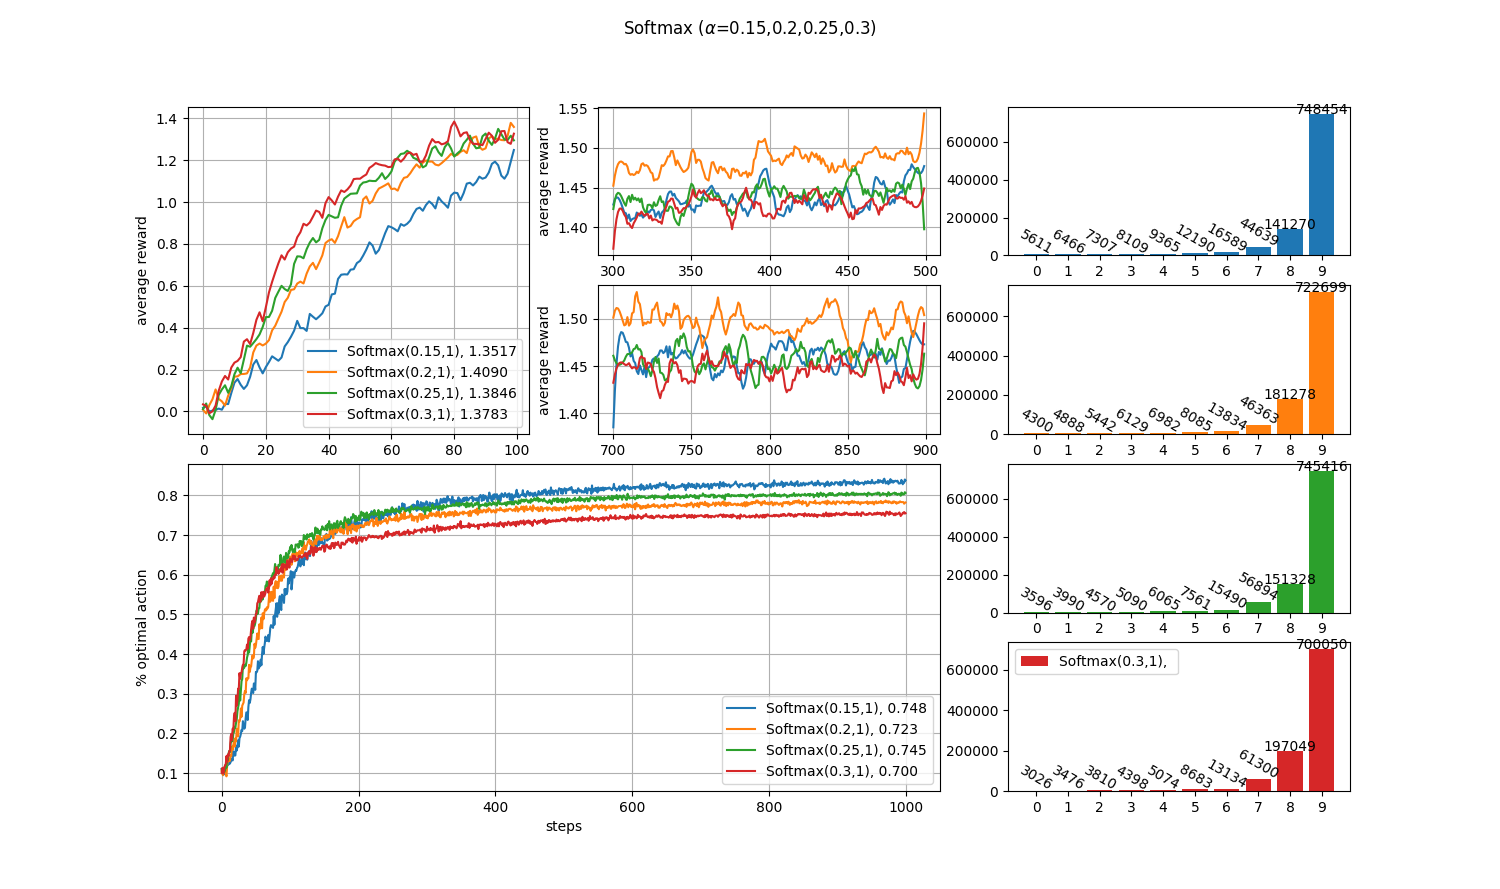 Softmax (α=0.15,0.2,0.25,0.3)
average reward
1.4
1.2
1.0
0.8
0.6
0.4
0.2
0.0
0 20 40 60 80 100
Softmax(0.15,1), 1.3517
Softmax(0.2,1), 1.4090
Softmax(0.25,1), 1.3846
Softmax(0.3,1), 1.3783
average reward
1.55
1.50
1.45
1.40
300 350 400 450 500
average reward
1.50
1.45
1.40
700 750 800 850 900
600000
400000
200000
0
5611 6466 7307 8109 9365 12190 16589 44639 141270 748454
0 1 2 3 4 5 6 7 8 9
600000
400000
200000
0
4300 4888 5442 6129 6982 8085 13834 46363 181278 722699
0 1 2 3 4 5 6 7 8 9
% optimal action
0.8
0.7
0.6
0.5
0.4
0.3
0.2
0.1
0 200 400 600 800 1000
steps
Softmax(0.15,1), 0.748
Softmax(0.2,1), 0.723
Softmax(0.25,1), 0.745
Softmax(0.3,1), 0.700
600000
400000
200000
0
3596 3990 4570 5090 6065 7561 15490 56894 151328 745416
0 1 2 3 4 5 6 7 8 9
Softmax(0.3,1),
600000
400000
200000
0
3026 3476 3810 4398 5074 8683 13134 61300 197049 700050
0 1 2 3 4 5 6 7 8 9